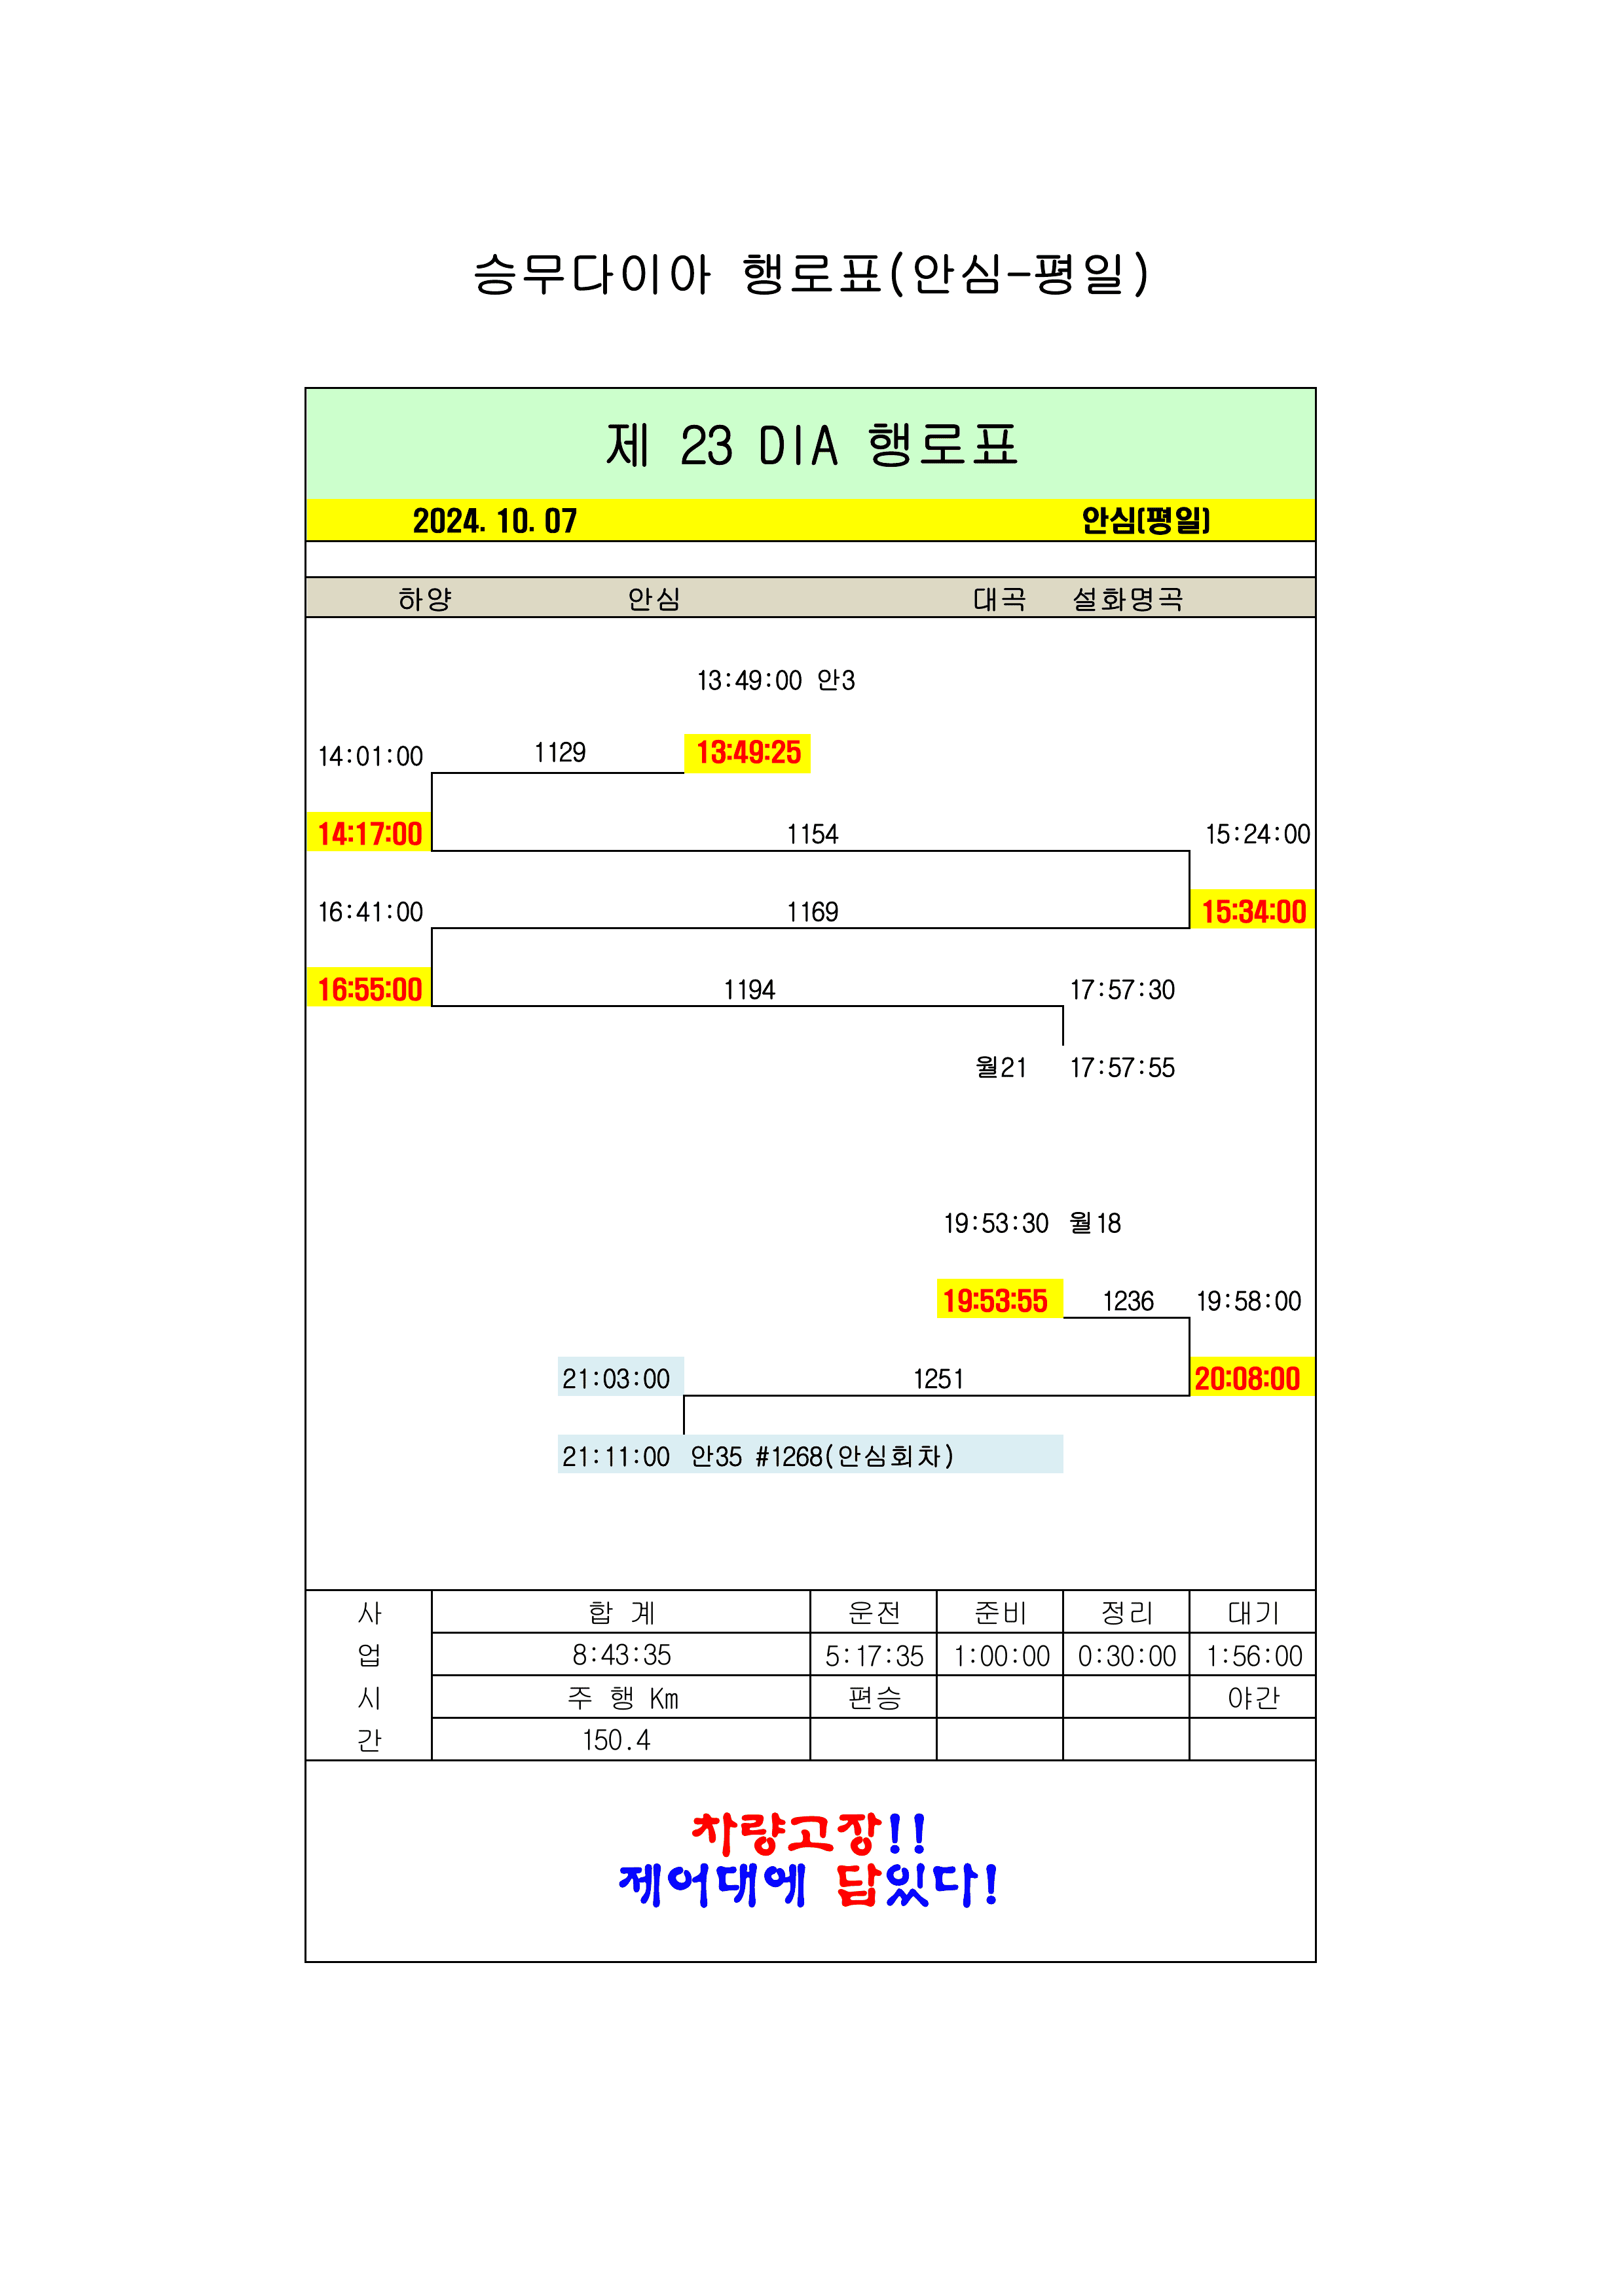 승무다이아 행로표(안심-평일)
제 23 DIA 행로표
2024. 10. 07 안심(평일)
하양 안심 대곡 설화명곡
13:49:00 안3
14:01:00 1129 13:49:25
14:17:00 1154 15:24:00
16:41:00 1169 15:34:00
16:55:00 1194 17:57:30
월21 17:57:55
19:53:30 월18
19:53:55 1236 19:58:00
21:03:00 1251 20:08:00
21:11:00 안35 #1268(안심회차)
사 합 계 운전 준비 정리 대기
업 8:43:35 5:17:35 1:00:00 0:30:00 1:56:00
시 주 행 Km 편승 야간
간 150.4
차량고장!!
제어대에 답있다!